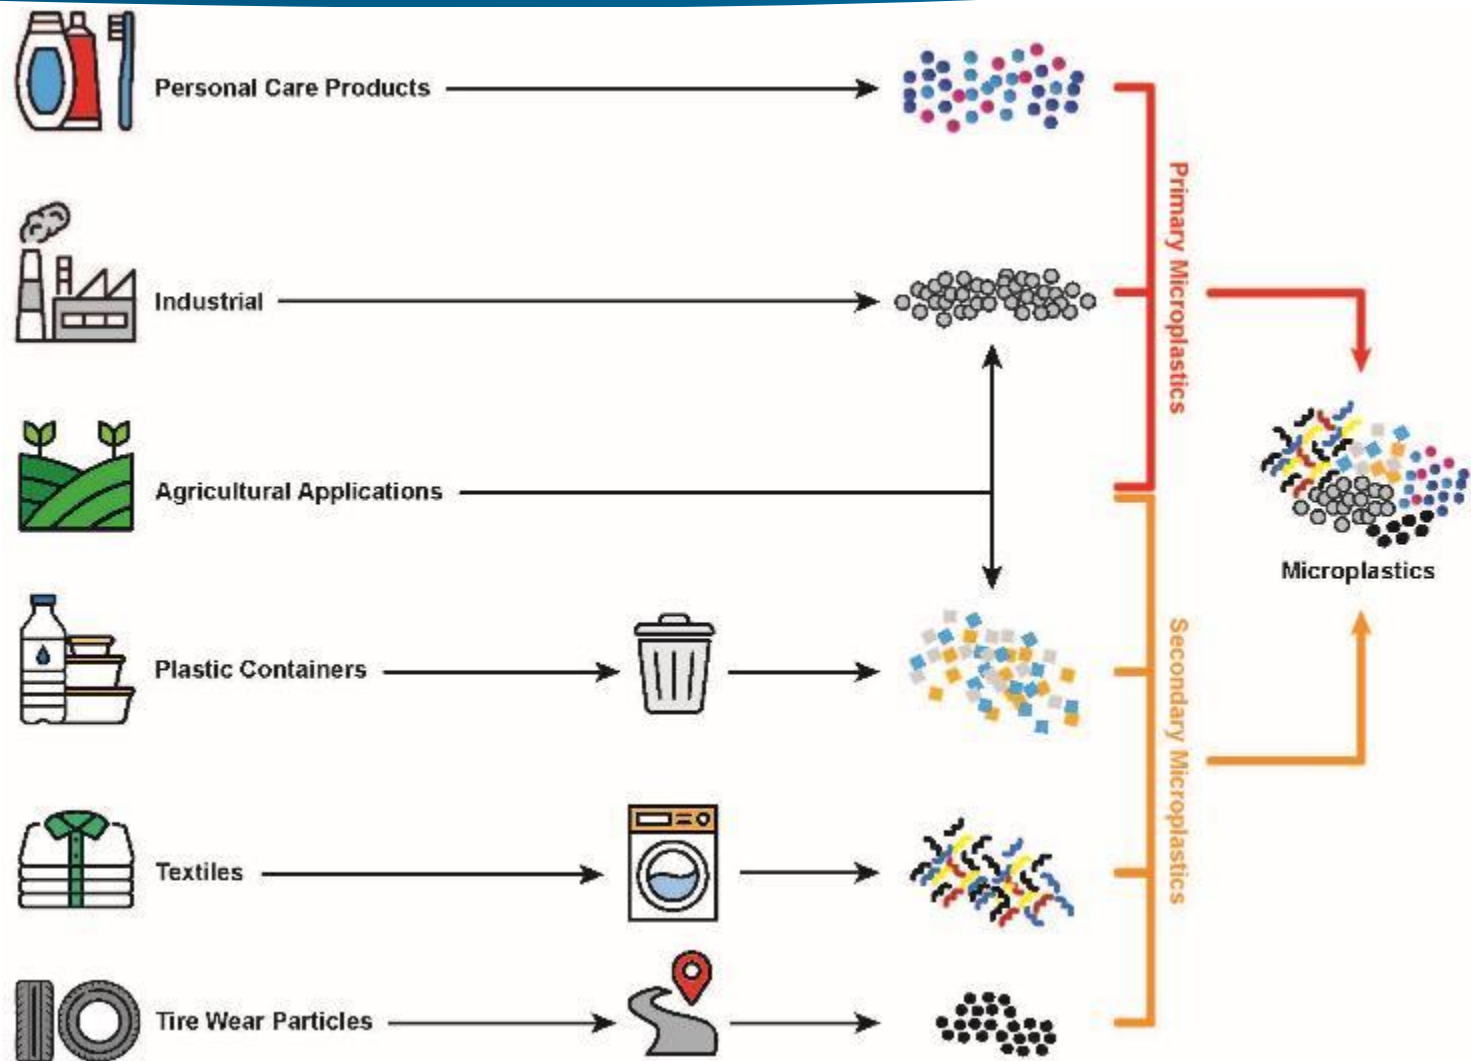 Personal Care Products
Industrial
Agricultural Applications
Plastic Containers
Textiles
Tire Wear Particles
Primary Microplastics
Secondary Microplastics
Microplastics